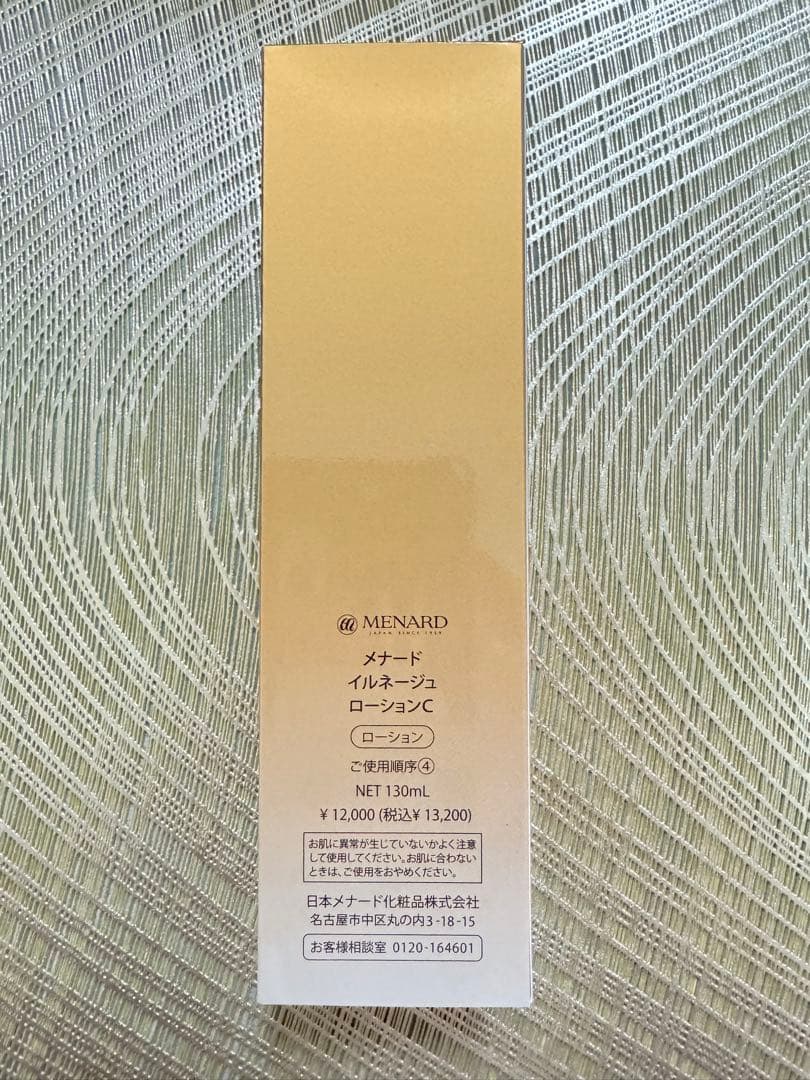 MENARD
JAPAN SINCE 1959
メナード
イルネージュ
ローションC
ローション
ご使用順序④
NET 130mL
¥12,000 (税込¥13,200)
お肌に異常が生じていないかよく注意
して使用してください。お肌に合わない
ときは、ご使用をおやめください。
日本メナード化粧品株式会社
名古屋市中区丸の内3-18-15
お客様相談室 0120-164601